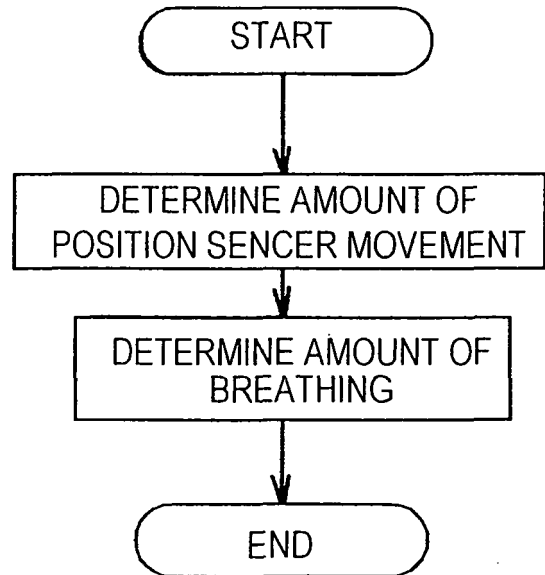 START
DETERMINE AMOUNT OF
POSITION SENCER MOVEMENT
DETERMINE AMOUNT OF
BREATHING
END